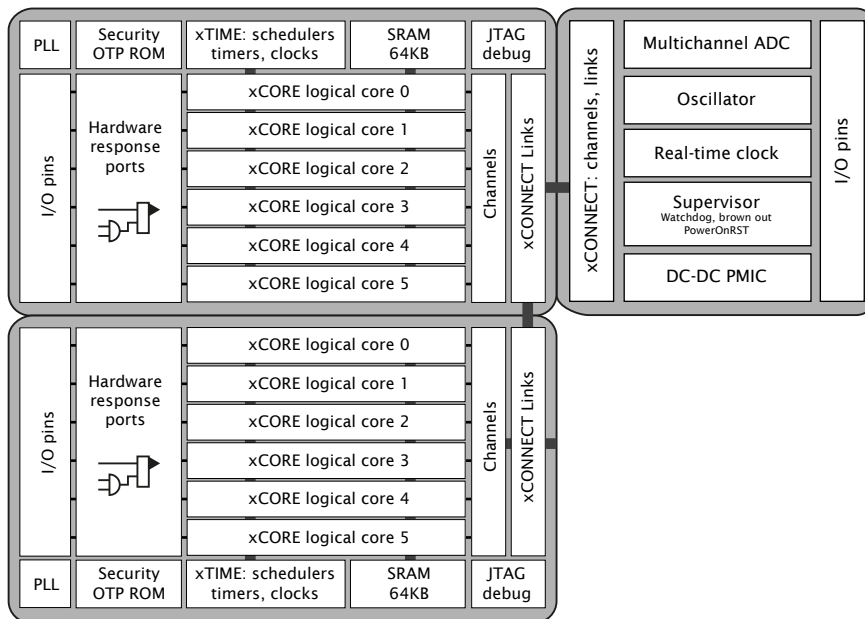 PLL
Security
OTP ROM
xTIME: schedulers
timers, clocks
SRAM
64KB
JTAG
debug
I/O pins
Hardware
response
ports
xCORE logical core 0
xCORE logical core 1
xCORE logical core 2
xCORE logical core 3
xCORE logical core 4
xCORE logical core 5
Channels
xCONNECT Links
xCONNECT: channels, links
Multichannel ADC
Oscillator
Real-time clock
Supervisor
Watchdog, brown out
PowerOnRST
DC-DC PMIC
I/O pins
I/O pins
Hardware
response
ports
xCORE logical core 0
xCORE logical core 1
xCORE logical core 2
xCORE logical core 3
xCORE logical core 4
xCORE logical core 5
Channels
xCONNECT Links
PLL
Security
OTP ROM
xTIME: schedulers
timers, clocks
SRAM
64KB
JTAG
debug